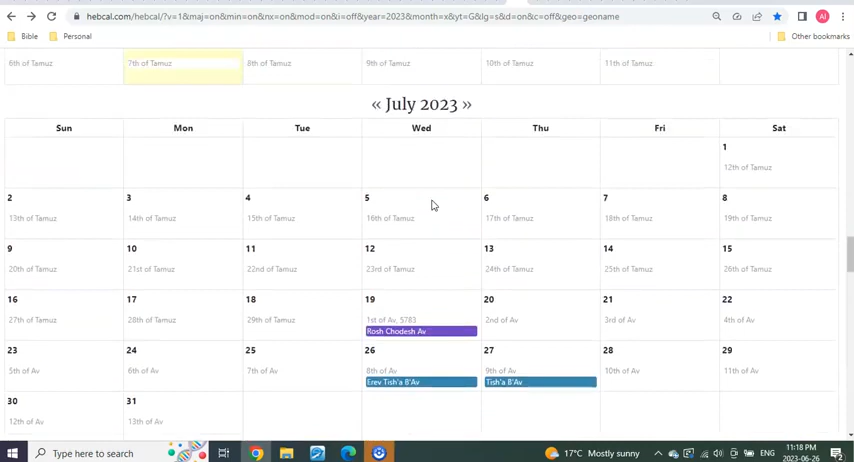 hebcal.com/hebcal/?v=1&maj=on&min=on&nx=on&mod=on&i=off&year=2023&month=x&yt=G&lg=s&d=on&c=off&geo=geoname
AI
Bible Personal Other bookmarks
6th of Tamuz 7th of Tamuz 8th of Tamuz 9th of Tamuz 10th of Tamuz 11th of Tamuz
« July 2023 »
Sun Mon Tue Wed Thu Fri Sat
1
12th of Tamuz
2 3 4 5 6 7 8
13th of Tamuz 14th of Tamuz 15th of Tamuz 16th of Tamuz 17th of Tamuz 18th of Tamuz 19th of Tamuz
9 10 11 12 13 14 15
20th of Tamuz 21st of Tamuz 22nd of Tamuz 23rd of Tamuz 24th of Tamuz 25th of Tamuz 26th of Tamuz
16 17 18 19 20 21 22
27th of Tamuz 28th of Tamuz 29th of Tamuz 1st of Av, 5783 2nd of Av 3rd of Av 4th of Av
Rosh Chodesh Av
23 24 25 26 27 28 29
5th of Av 6th of Av 7th of Av 8th of Av 9th of Av 10th of Av 11th of Av
Erev Tish'a B'Av Tish'a B'Av
30 31
12th of Av 13th of Av
Type here to search 17°C Mostly sunny ENG 11:18 PM
2023-06-26
2